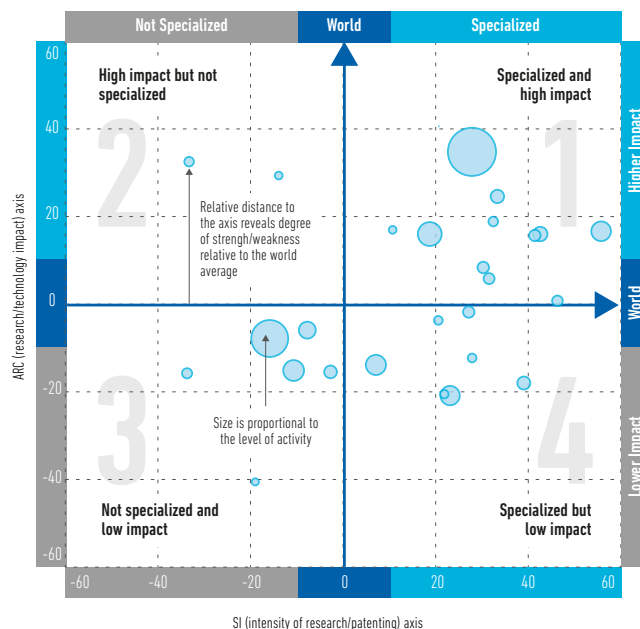 Not Specialized
World
Specialized
60
High impact but not
specialized
Specialized and
high impact
2
1
40
Relative distance to
the axis reveals degree
of strengh/weakness
relative to the world
average
20
0
ARC (research/technology impact) axis
Higher Impact
World
Lower Impact
-20
Size is proportional to
the level of activity
3
4
-40
Not specialized and
low impact
Specialized but
low impact
-60
-60
-40
-20
0
20
40
60
SI (intensity of research/patenting) axis